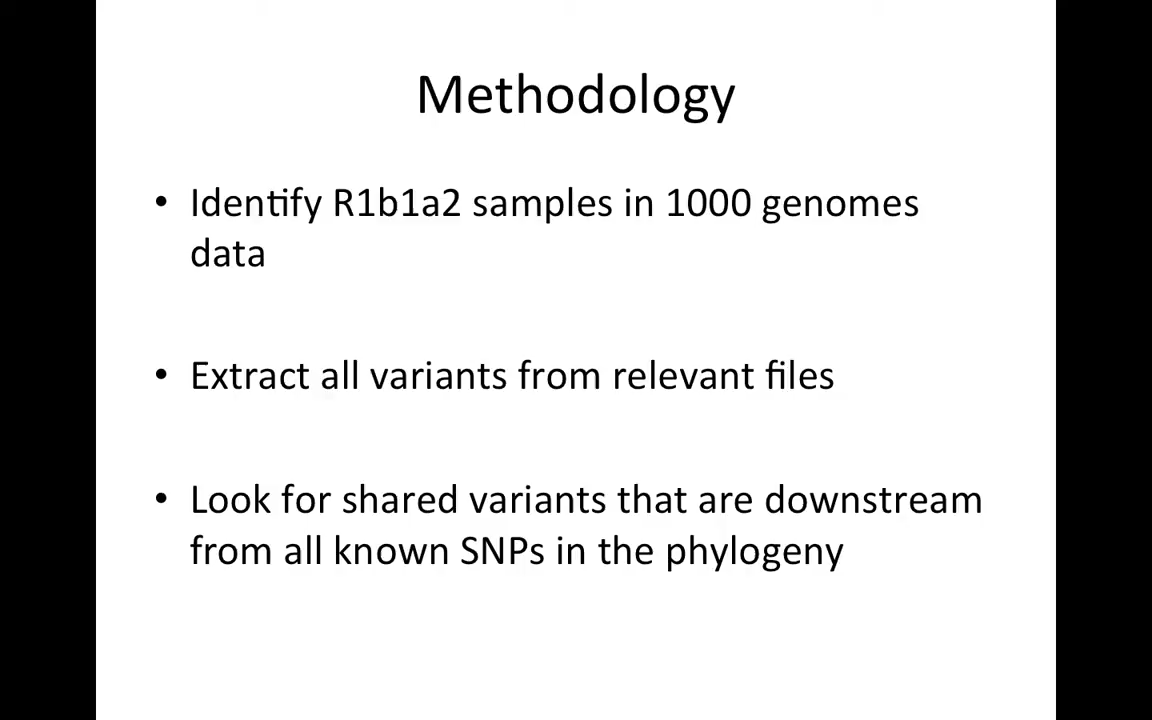 Methodology
• Identify R1b1a2 samples in 1000 genomes
data
• Extract all variants from relevant files
• Look for shared variants that are downstream
from all known SNPs in the phylogeny